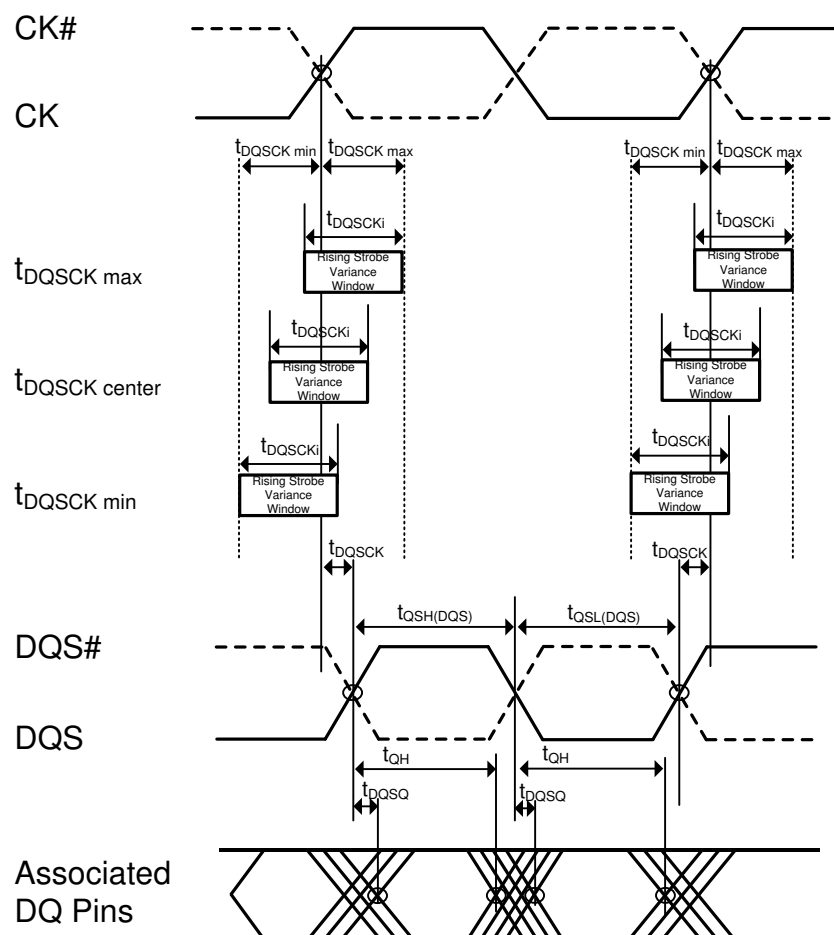 CK#
CK
tDQSCK min
tDQSCK max
tDQSCK min
tDQSCK max
tDQSCKi
tDQSCKi
tDQSCK max
Rising Strobe
Variance
Window
Rising Strobe
Variance
Window
tDQSCKi
tDQSCKi
tDQSCK center
Rising Strobe
Variance
Window
Rising Strobe
Variance
Window
tDQSCKi
tDQSCKi
tDQSCK min
Rising Strobe
Variance
Window
Rising Strobe
Variance
Window
tDQSCK
tDQSCK
tQSH(DQS)
tQSL(DQS)
DQS#
DQS
tQH
tQH
tDQSQ
tDQSQ
Associated
DQ Pins